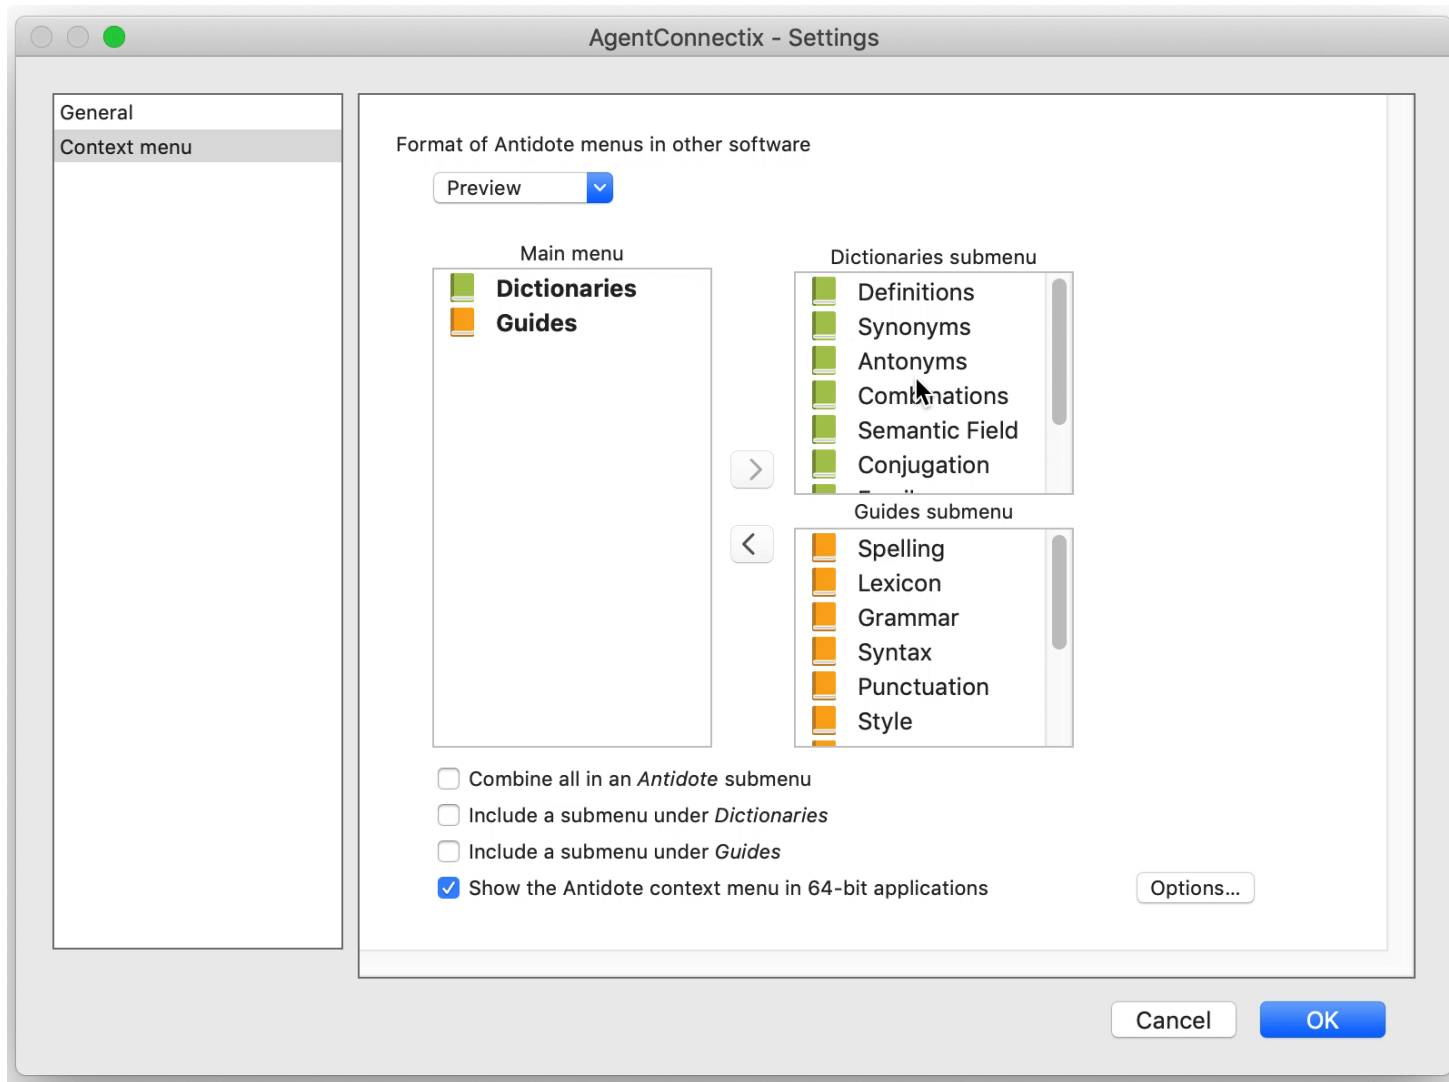 AgentConnectix - Settings
General
Context menu
Format of Antidote menus in other software
Preview
Main menu
Dictionaries
Guides
Dictionaries submenu
Definitions
Synonyms
Antonyms
Combinations
Semantic Field
Conjugation
Guides submenu
Spelling
Lexicon
Grammar
Syntax
Punctuation
Style
Combine all in an Antidote submenu
Include a submenu under Dictionaries
Include a submenu under Guides
Show the Antidote context menu in 64-bit applications
Options...
Cancel
OK